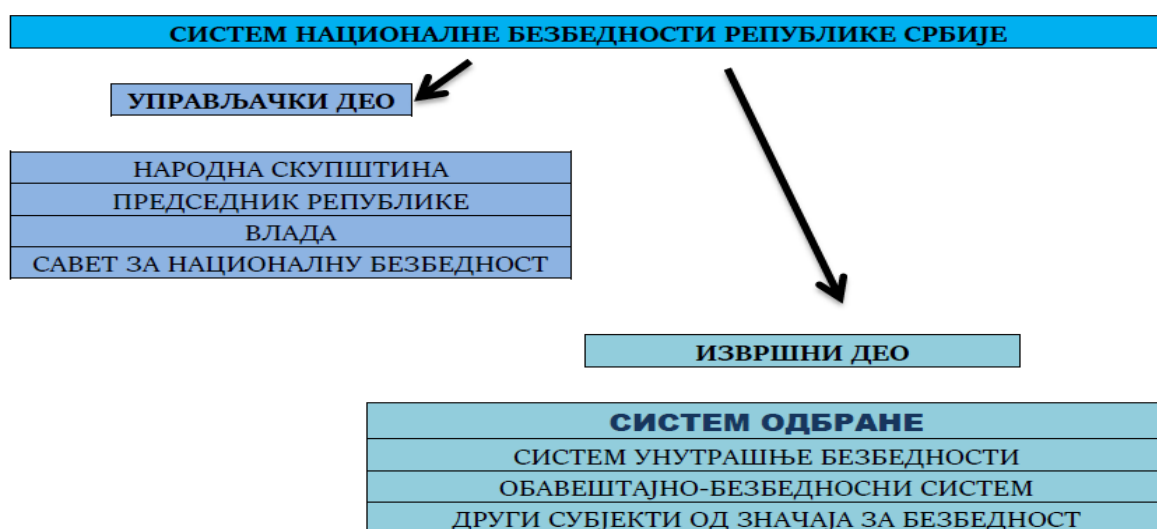 СИСТЕМ НАЦИОНАЛНЕ БЕЗБЕДНОСТИ РЕПУБЛИКЕ СРБИЈЕ
УПРАВЉАЧКИ ДЕО
НАРОДНА СКУПШТИНА
ПРЕДСЕДНИК РЕПУБЛИКЕ
ВЛАДА
САВЕТ ЗА НАЦИОНАЛНУ БЕЗБЕДНОСТ
ИЗВРШНИ ДЕО
СИСТЕМ ОДБРАНЕ
СИСТЕМ УНУТРАШЊЕ БЕЗБЕДНОСТИ
ОБАВЕШТАЈНО-БЕЗБЕДНОСНИ СИСТЕМ
ДРУГИ СУБЈЕКТИ ОД ЗНАЧАЈА ЗА БЕЗБЕДНОСТ